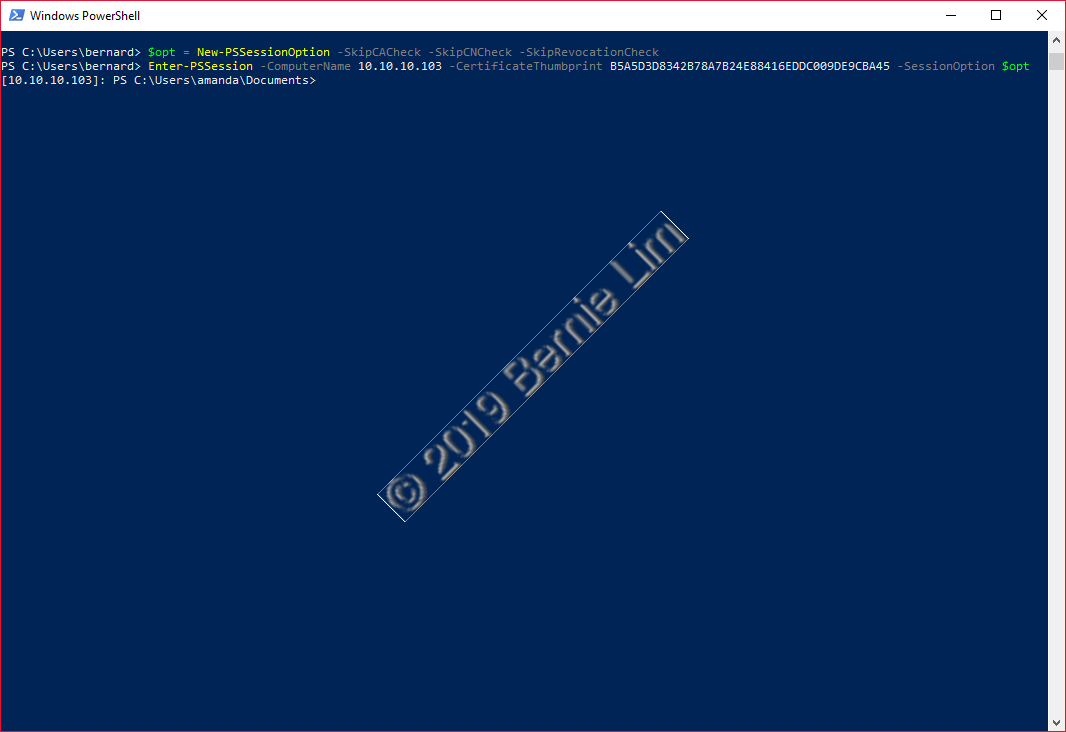 Windows PowerShell
PS C:\Users\bernard> $opt = New-PSSessionOption -SkipCACheck -SkipCNCheck -SkipRevocationCheck
PS C:\Users\bernard> Enter-PSSession -ComputerName 10.10.10.103 -CertificateThumbprint B5A5D3D8342B78A7B24E88416EDDC009DE9CBA45 -SessionOption $opt
[10.10.10.103]: PS C:\Users\amanda\Documents>
© 2019 Bernie Lim